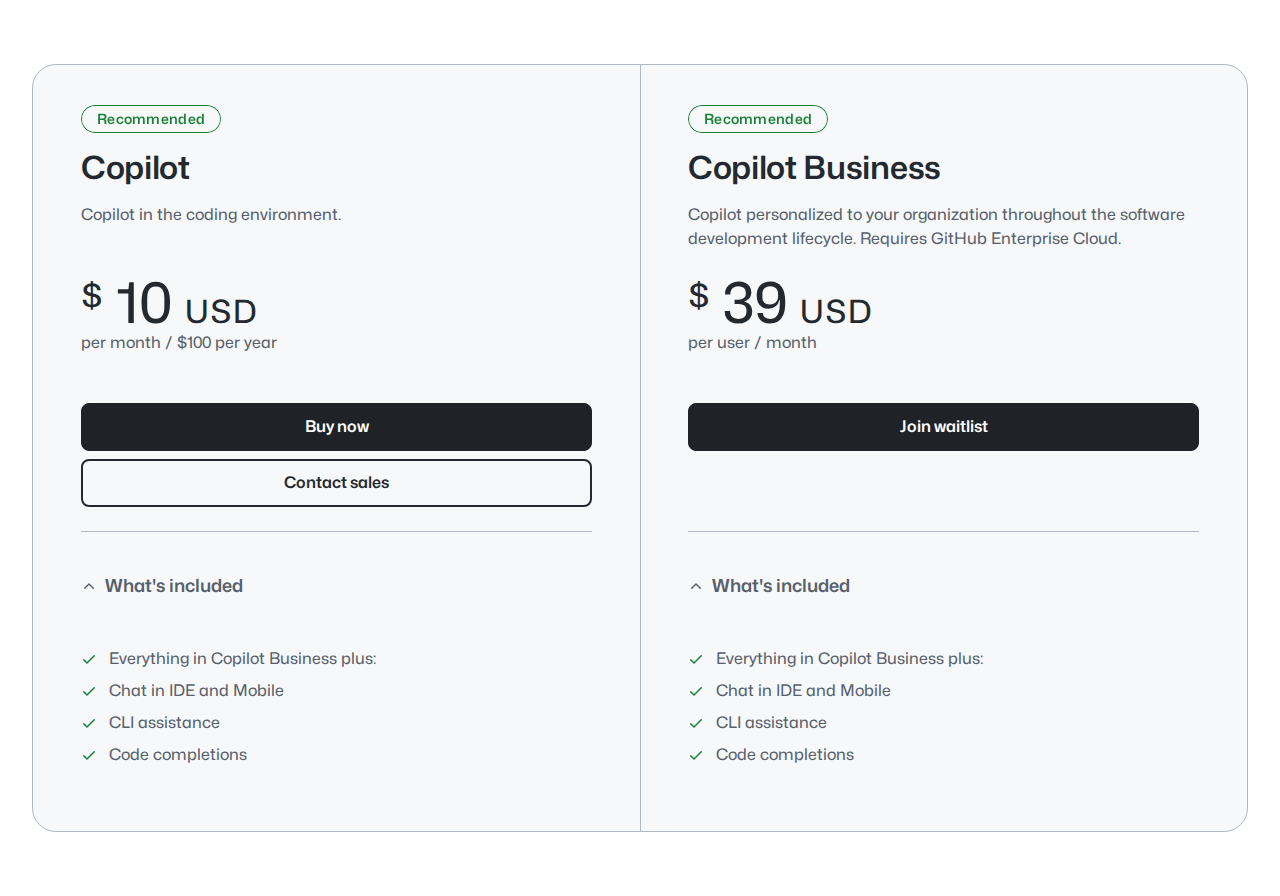 Recommended
Copilot
Copilot in the coding environment.
$ 10 USD
per month / $100 per year
Buy now
Contact sales
What's included
Everything in Copilot Business plus:
Chat in IDE and Mobile
CLI assistance
Code completions
Recommended
Copilot Business
Copilot personalized to your organization throughout the software
development lifecycle. Requires GitHub Enterprise Cloud.
$ 39 USD
per user / month
Join waitlist
What's included
Everything in Copilot Business plus:
Chat in IDE and Mobile
CLI assistance
Code completions